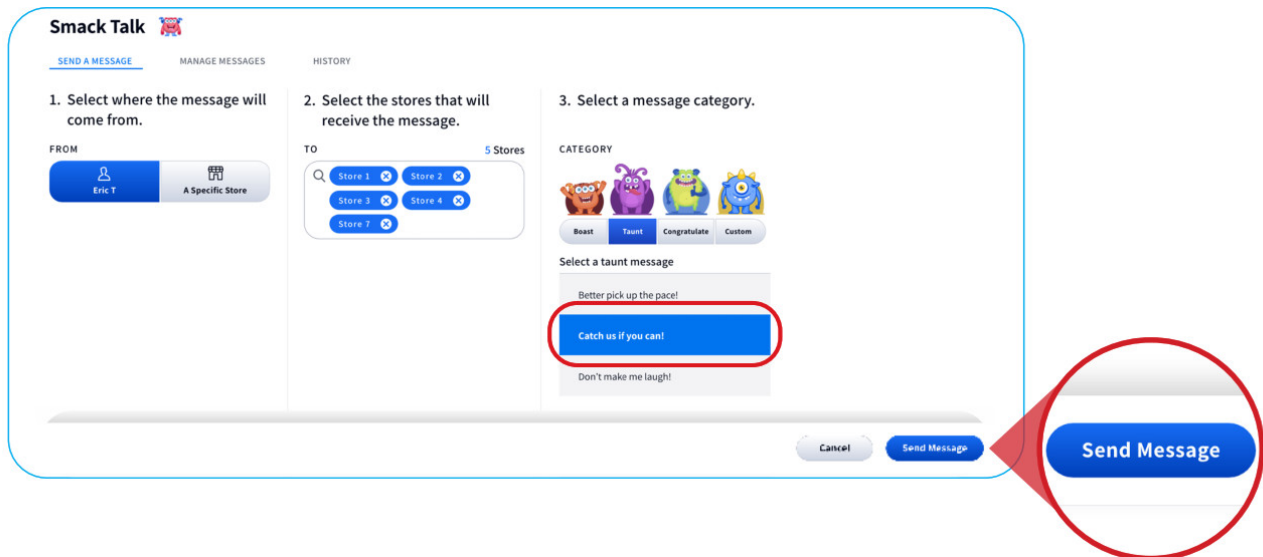 Smack Talk
SEND A MESSAGE
MANAGE MESSAGES
HISTORY
1. Select where the message will
come from.
FROM
Eric T
A Specific Store
2. Select the stores that will
receive the message.
TO
5 Stores
Store 1
Store 2
Store 3
Store 4
Store 7
3. Select a message category.
CATEGORY
Boast
Taunt
Congratulate
Custom
Select a taunt message
Better pick up the pace!
Catch us if you can!
Don't make me laugh!
Cancel
Send Message
Send Message